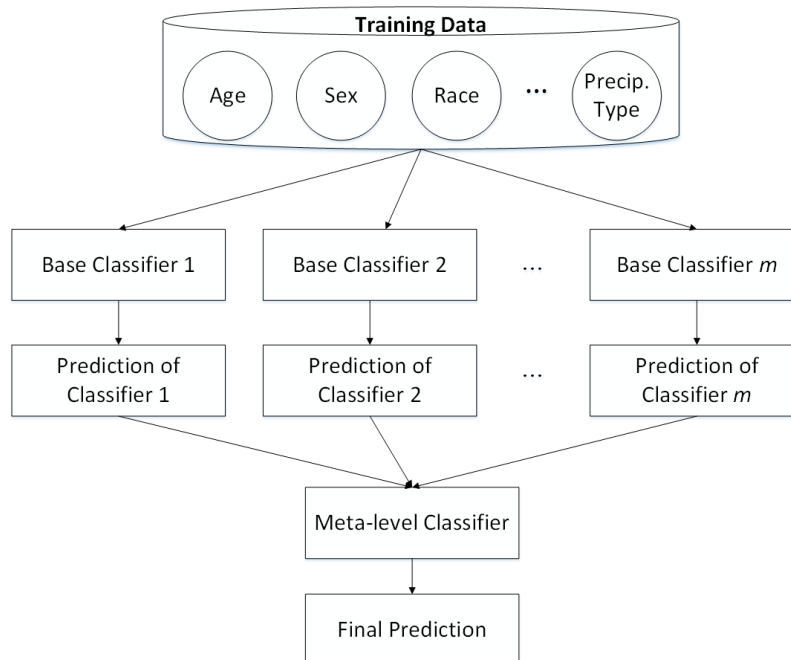 Training Data
Age
Sex
Race
...
Precip.
Type
Base Classifier 1
Base Classifier 2
...
Base Classifier m
Prediction of
Classifier 1
Prediction of
Classifier 2
...
Prediction of
Classifier m
Meta-level Classifier
Final Prediction